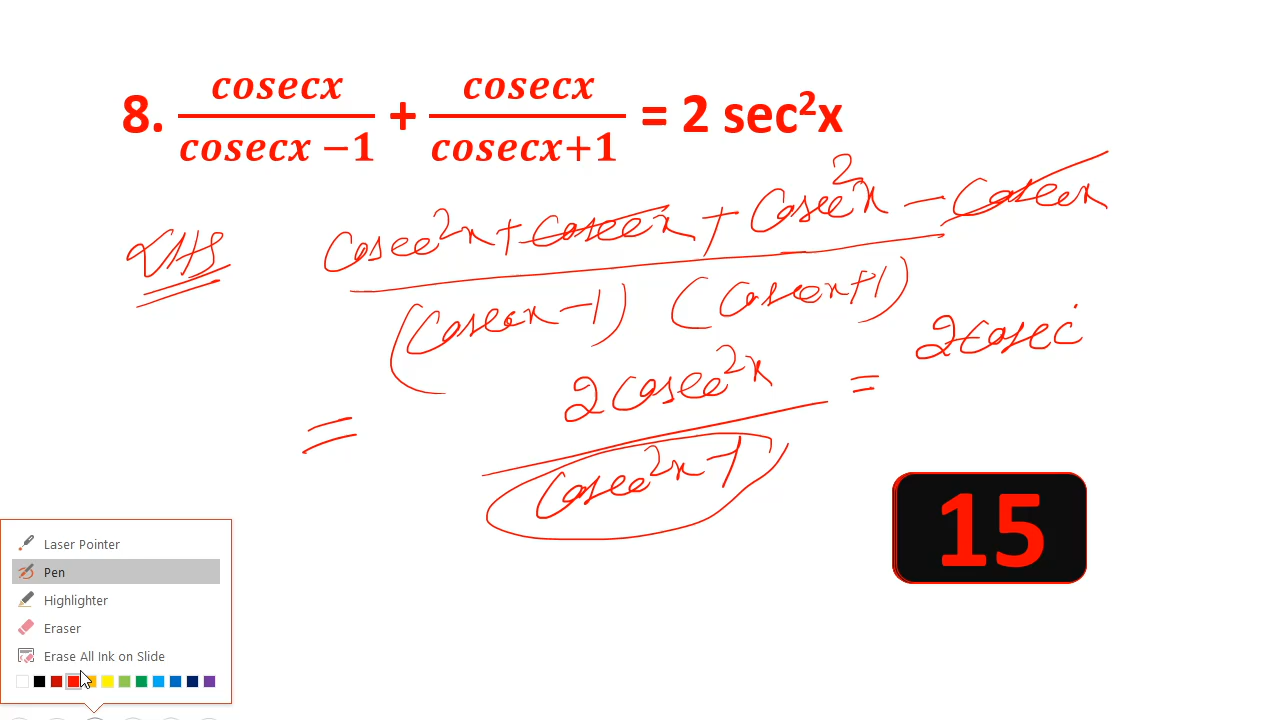 8. cosecx/cosecx −1 + cosecx/cosecx+1 = 2 sec²x
LHS Cosec²x + Cosecx + Cosec²x − Cosecx
(Cosecx − 1) (Cosecx+1)
= 2Cosec²x / Cosec²x − 1 = 2cosec
15
Laser Pointer
Pen
Highlighter
Eraser
Erase All Ink on Slide